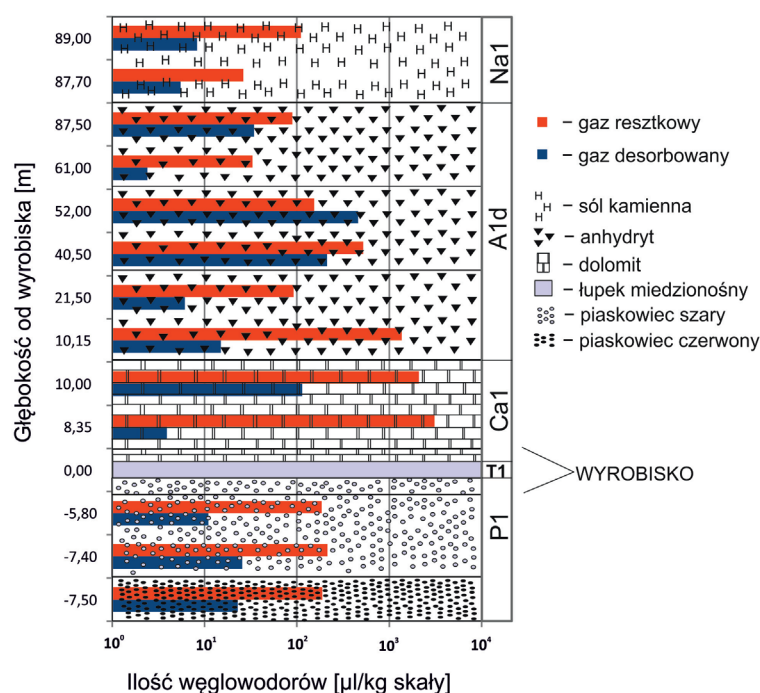 Głębokość od wyrobiska [m]
89,00
87,70
87,50
61,00
52,00
40,50
21,50
10,15
10,00
8,35
0,00
-5,80
-7,40
-7,50
Na1
A1d
Ca1
T1
P1
WYROBISKO
– gaz resztkowy
– gaz desorbowany
– sól kamienna
– anhydryt
– dolomit
– łupek miedzionośny
– piaskowiec szary
– piaskowiec czerwony
10⁰ 10¹ 10² 10³ 10⁴
Ilość węglowodorów [µl/kg skały]